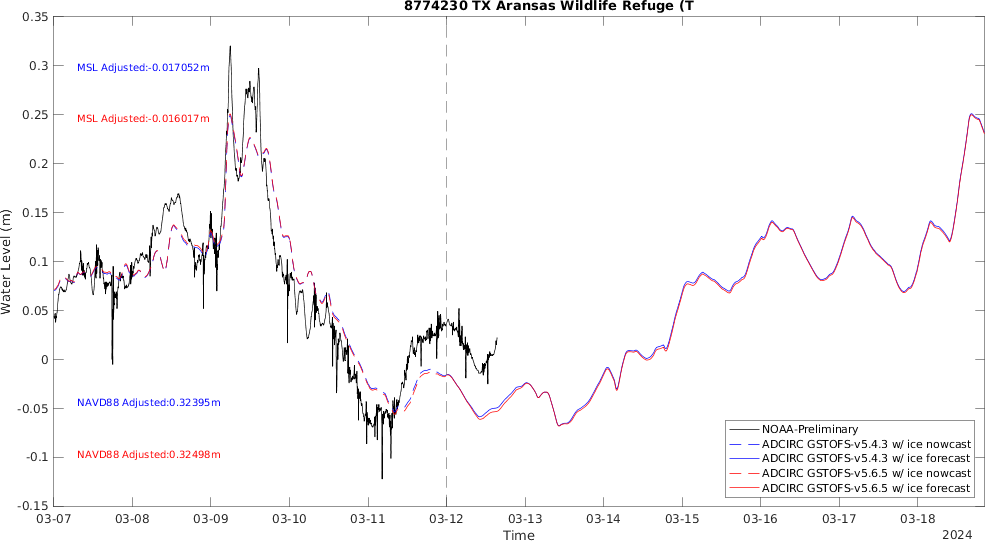 8774230 TX Aransas Wildlife Refuge (T
0.35
0.3
0.25
0.2
0.15
0.1
0.05
0
-0.05
-0.1
-0.15
Water Level (m)
MSL Adjusted:-0.017052m
MSL Adjusted:-0.016017m
NAVD88 Adjusted:0.32395m
NAVD88 Adjusted:0.32498m
NOAA-Preliminary
ADCIRC GSTOFS-v5.4.3 w/ ice nowcast
ADCIRC GSTOFS-v5.4.3 w/ ice forecast
ADCIRC GSTOFS-v5.6.5 w/ ice nowcast
ADCIRC GSTOFS-v5.6.5 w/ ice forecast
03-07 03-08 03-09 03-10 03-11 03-12 03-13 03-14 03-15 03-16 03-17 03-18
Time
2024